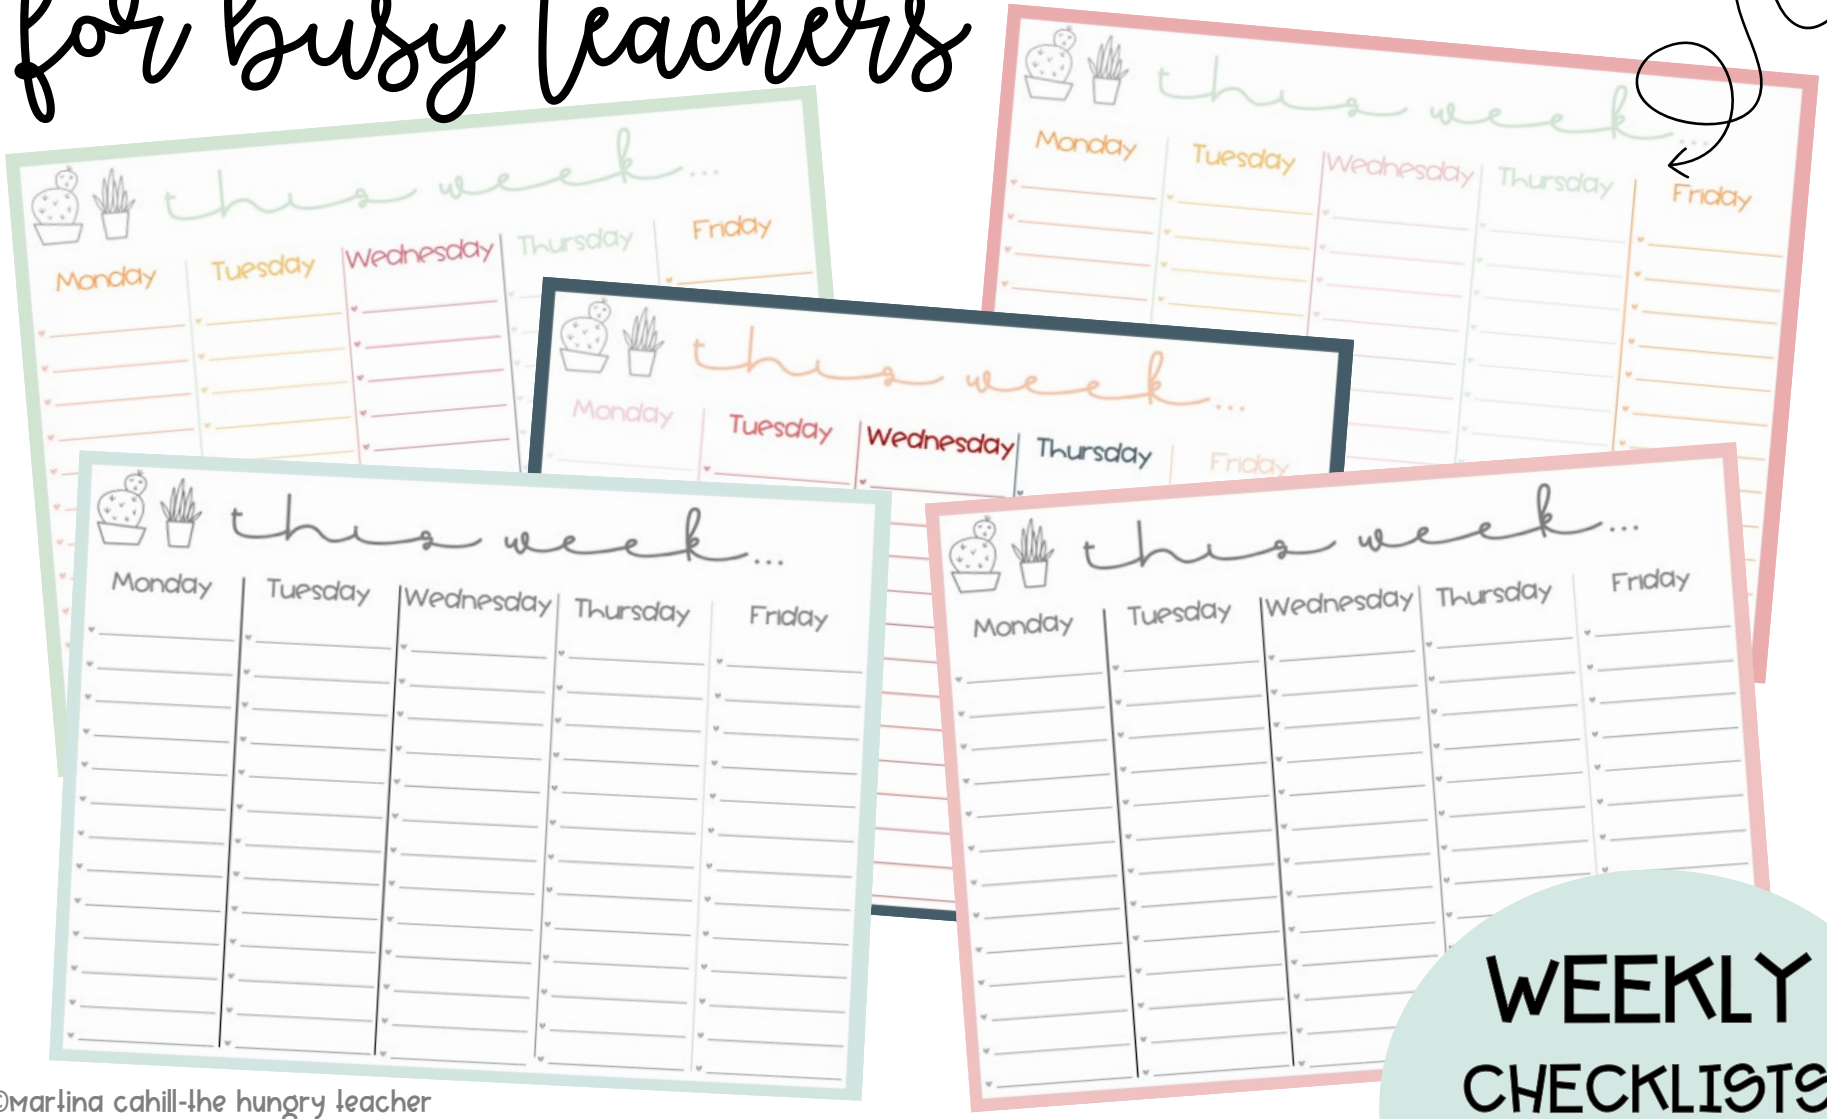 for busy teachers
this week...
Monday Tuesday Wednesday Thursday Friday
this week...
Monday Tuesday Wednesday Thursday Friday
this week...
Monday Tuesday Wednesday Thursday Friday
this week...
Monday Tuesday Wednesday Thursday Friday
this week...
Monday Tuesday Wednesday Thursday Friday
WEEKLY
CHECKLISTS
©Martina Cahill-the hungry teacher